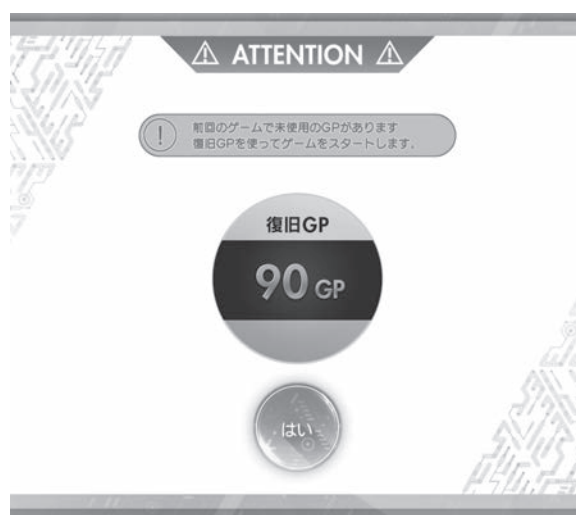 ATTENTION
前回のゲームで未使用のGPがあります
復旧GPを使ってゲームをスタートします。
復旧GP
90 GP
はい